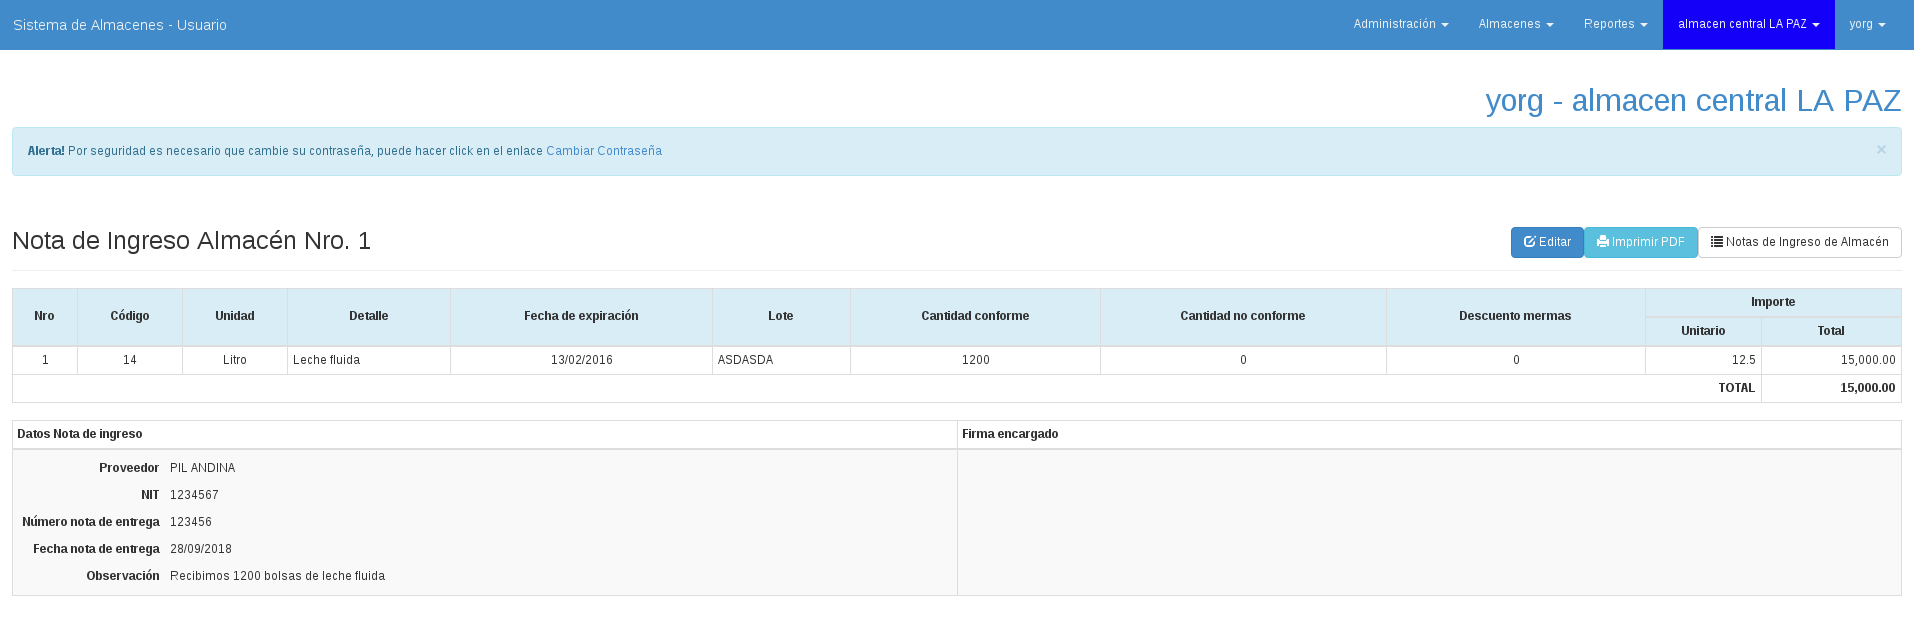 Sistema de Almacenes - Usuario Administración Almacenes Reportes almacen central LA PAZ yorg
yorg - almacen central LA PAZ
Alerta! Por seguridad es necesario que cambie su contraseña, puede hacer click en el enlace Cambiar Contraseña ×
Nota de Ingreso Almacén Nro. 1 Editar Imprimir PDF Notas de Ingreso de Almacén
Nro Código Unidad Detalle Fecha de expiración Lote Cantidad conforme Cantidad no conforme Descuento mermas Importe
Unitario Total
1 14 Litro Leche fluida 13/02/2016 ASDASDA 1200 0 0 12.5 15,000.00
TOTAL 15,000.00
Datos Nota de ingreso Firma encargado
Proveedor PIL ANDINA
NIT 1234567
Número nota de entrega 123456
Fecha nota de entrega 28/09/2018
Observación Recibimos 1200 bolsas de leche fluida